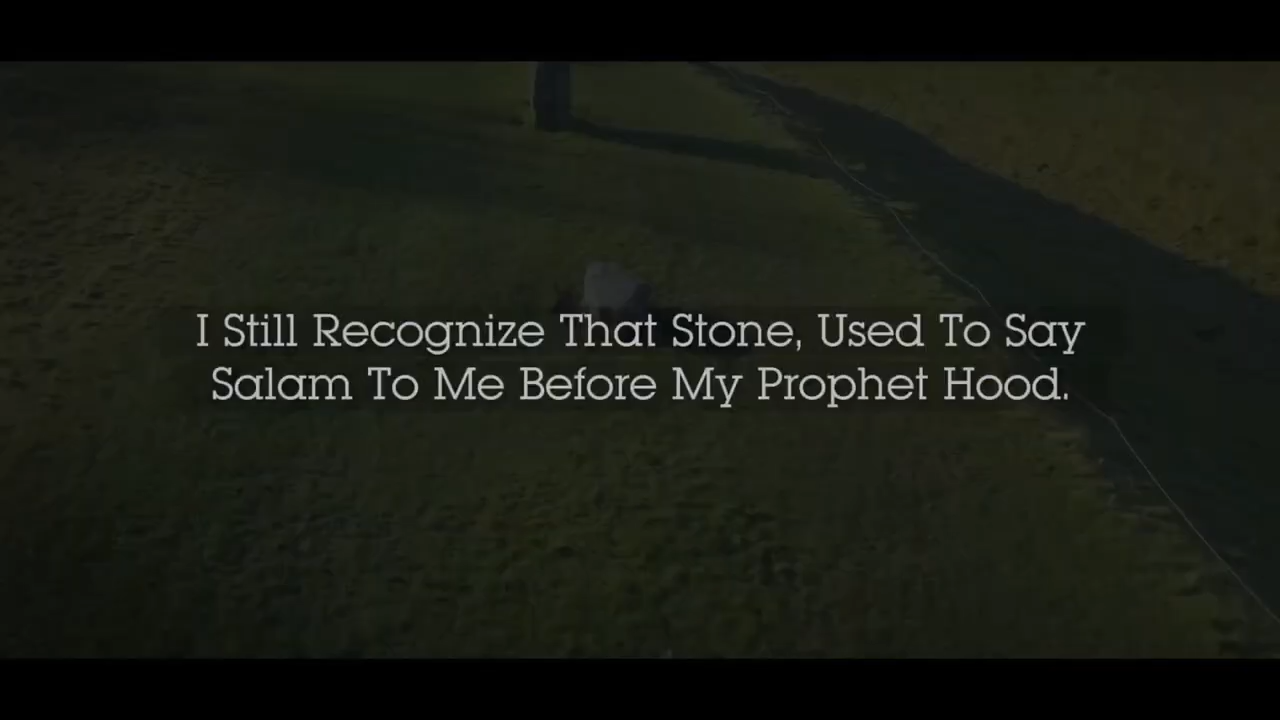 I Still Recognize That Stone, Used To Say
Salam To Me Before My Prophet Hood.